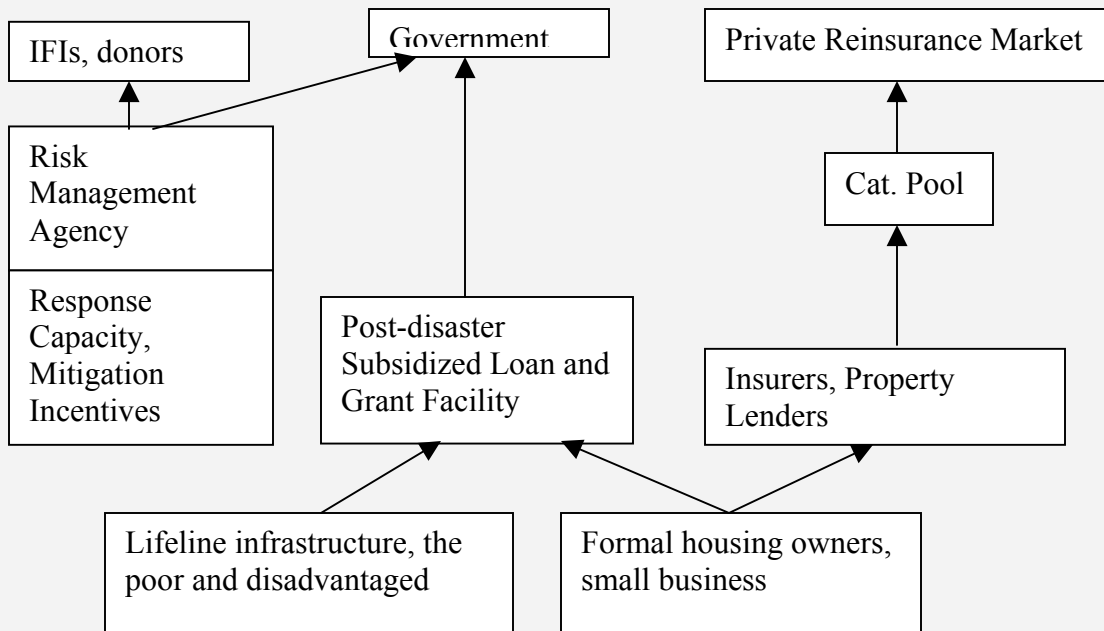 IFIs, donors
Government
Private Reinsurance Market
Risk
Management
Agency
Cat. Pool
Response
Capacity,
Mitigation
Incentives
Post-disaster
Subsidized Loan and
Grant Facility
Insurers, Property
Lenders
Lifeline infrastructure, the
poor and disadvantaged
Formal housing owners,
small business